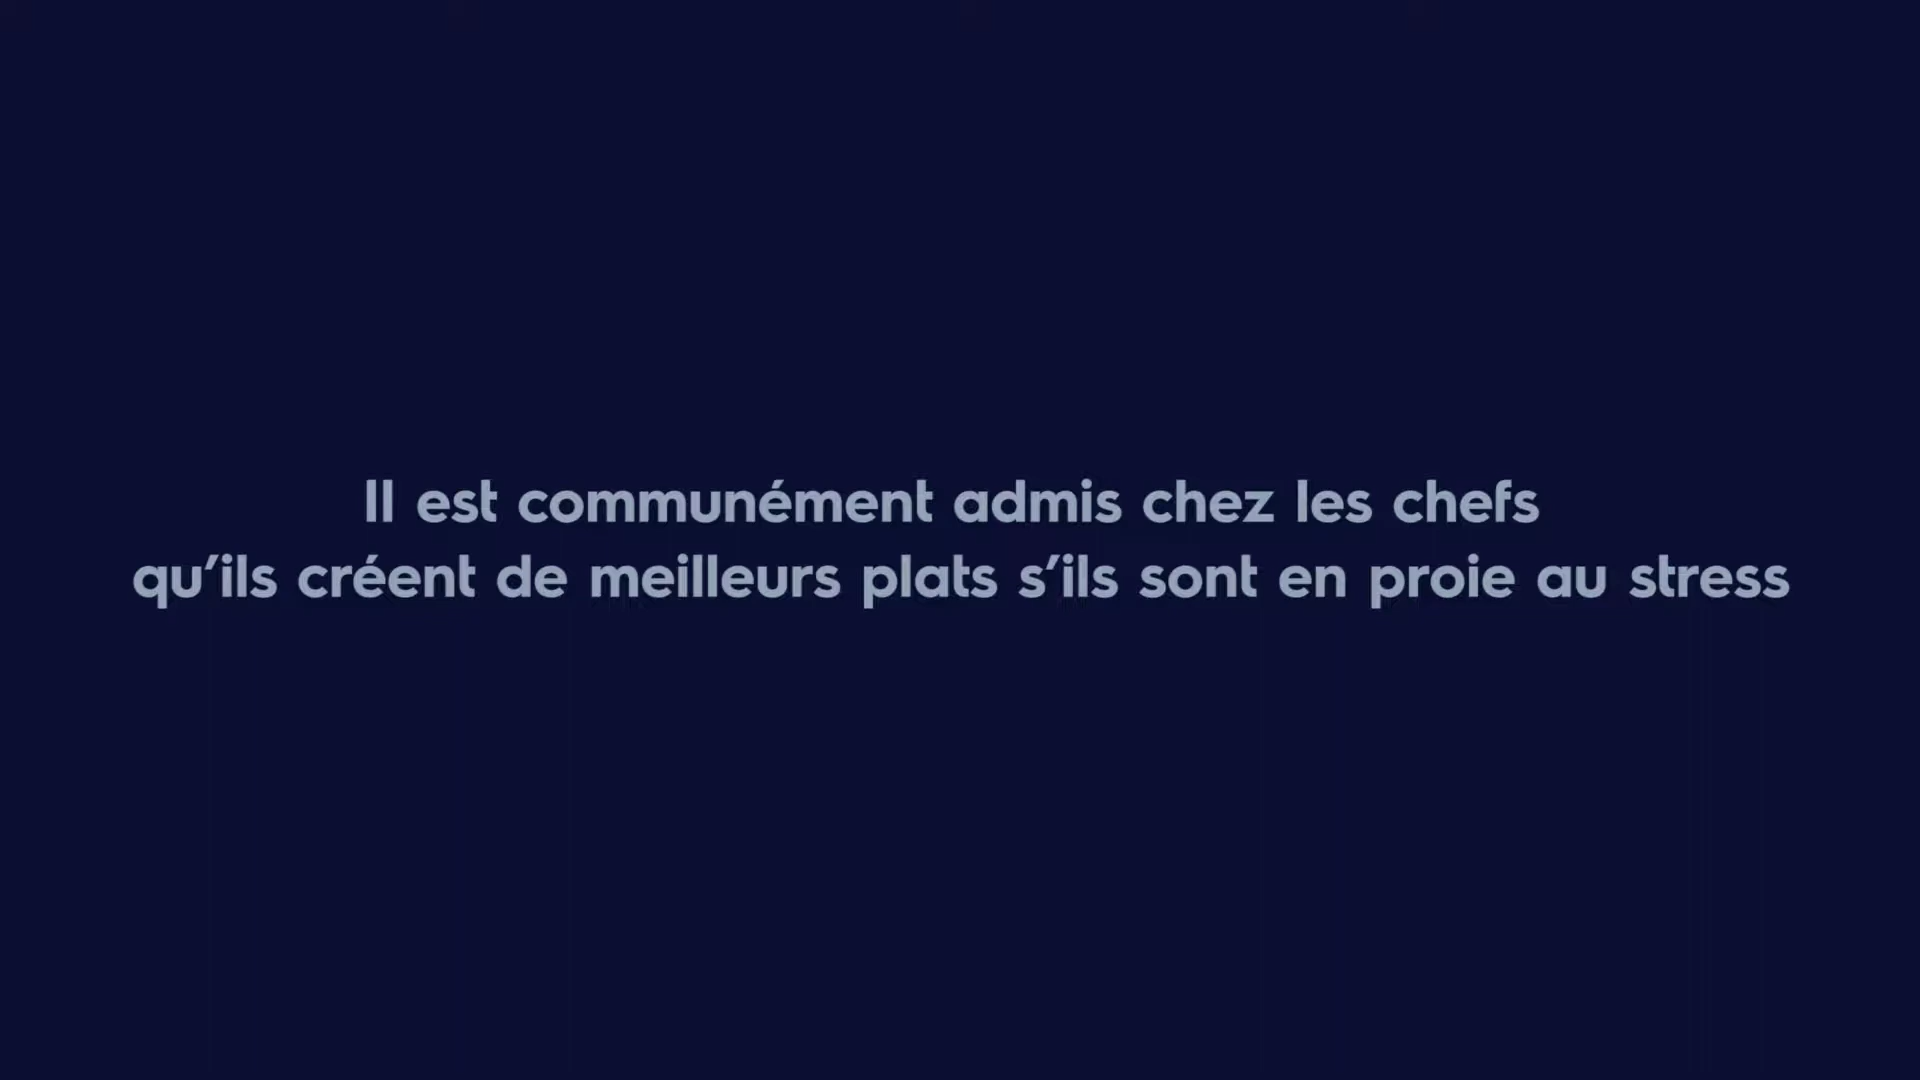 Il est communément admis chez les chefs
qu’ils créent de meilleurs plats s’ils sont en proie au stress